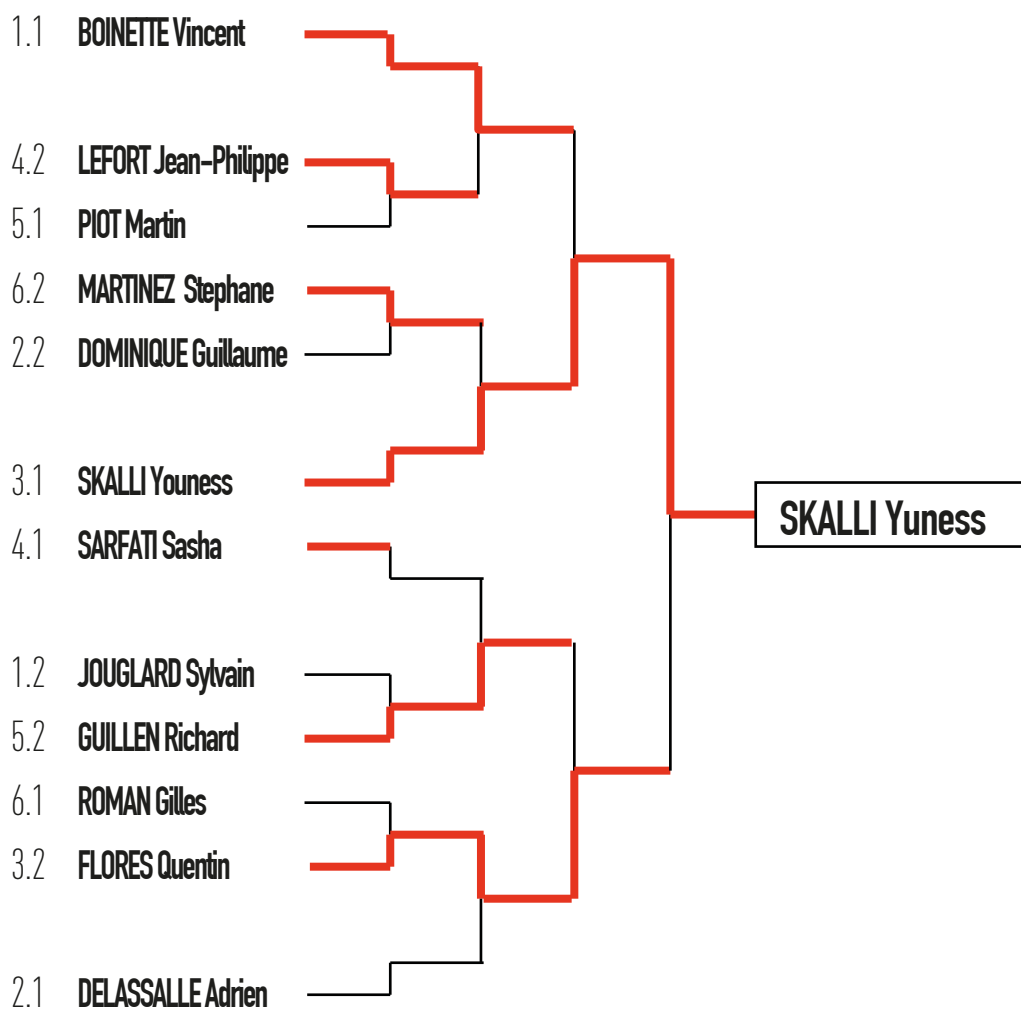 1.1 BOINETTE Vincent
4.2 LEFORT Jean-Philippe
5.1 PIOT Martin
6.2 MARTINEZ Stephane
2.2 DOMINIQUE Guillaume
3.1 SKALLI Youness
SKALLI Yuness
4.1 SARFATI Sasha
1.2 JOUGLARD Sylvain
5.2 GUILLEN Richard
6.1 ROMAN Gilles
3.2 FLORES Quentin
2.1 DELASSALLE Adrien